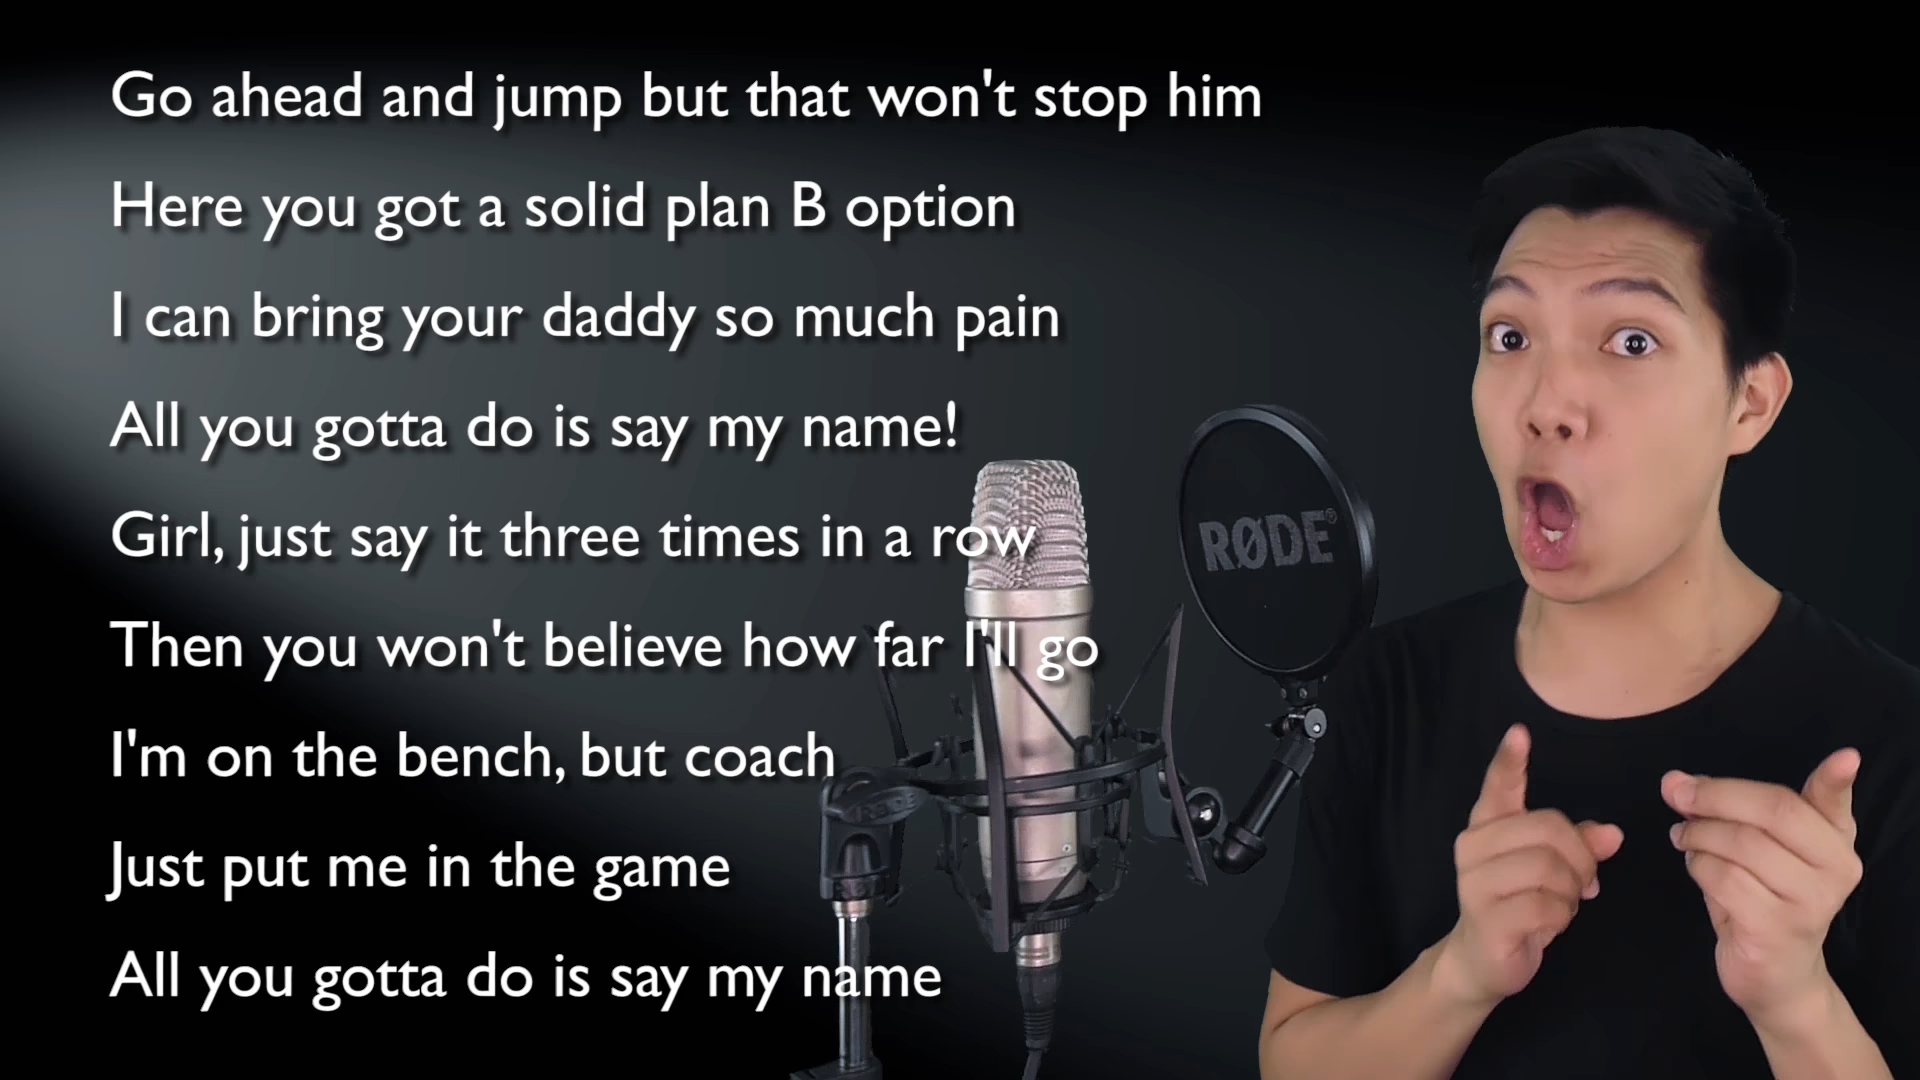 Go ahead and jump but that won't stop him
Here you got a solid plan B option
I can bring your daddy so much pain
All you gotta do is say my name!
Girl, just say it three times in a row
Then you won't believe how far I'll go
I'm on the bench, but coach
Just put me in the game
All you gotta do is say my name
RØDE®